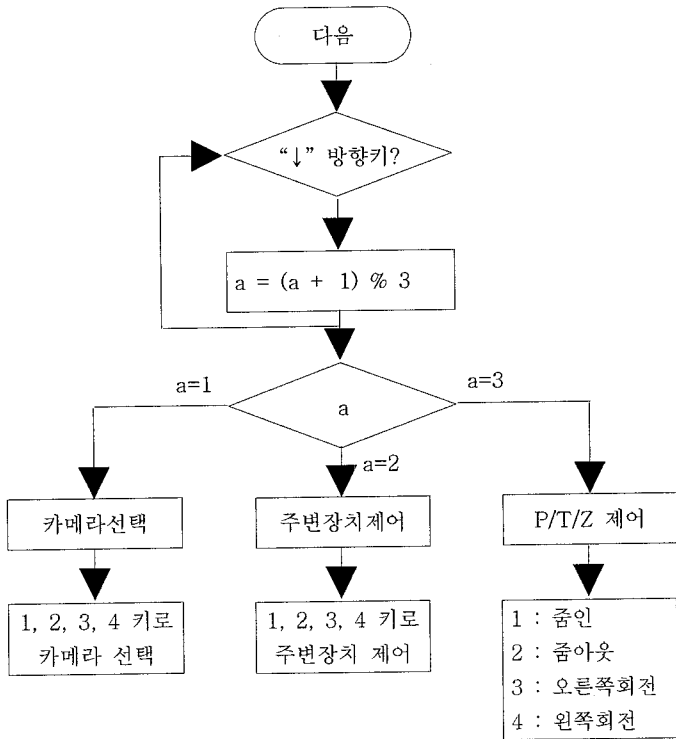 다음
“↓” 방향키?
a = (a + 1) % 3
a=1
a=3
a
a=2
카메라선택
주변장치제어
P/T/Z 제어
1, 2, 3, 4 키로
카메라 선택
1, 2, 3, 4 키로
주변장치 제어
1 : 줌인
2 : 줌아웃
3 : 오른쪽회전
4 : 왼쪽회전